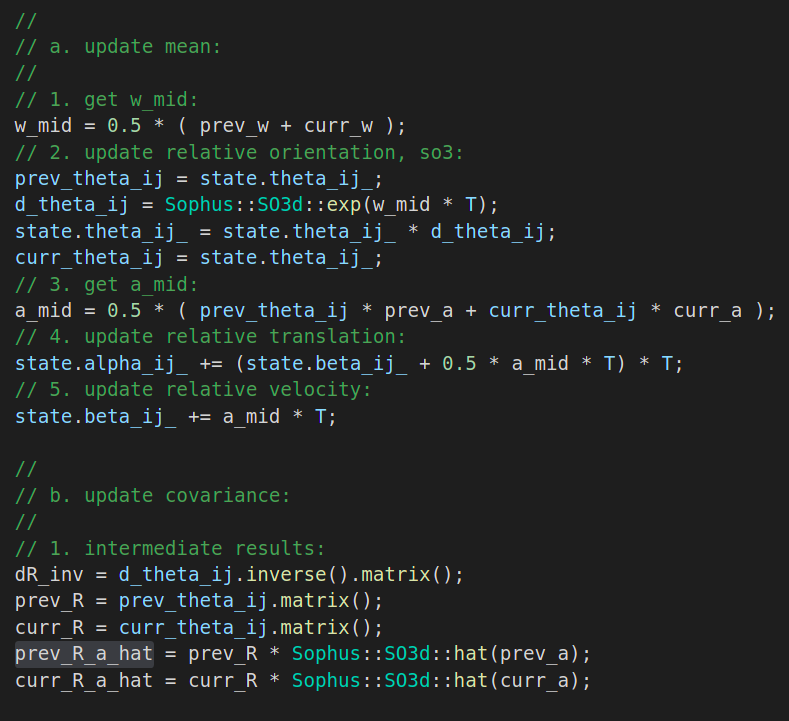 //
// a. update mean:
//
// 1. get w_mid:
w_mid = 0.5 * ( prev_w + curr_w );
// 2. update relative orientation, so3:
prev_theta_ij = state.theta_ij_;
d_theta_ij = Sophus::SO3d::exp(w_mid * T);
state.theta_ij_ = state.theta_ij_ * d_theta_ij;
curr_theta_ij = state.theta_ij_;
// 3. get a_mid:
a_mid = 0.5 * ( prev_theta_ij * prev_a + curr_theta_ij * curr_a );
// 4. update relative translation:
state.alpha_ij_ += (state.beta_ij_ + 0.5 * a_mid * T) * T;
// 5. update relative velocity:
state.beta_ij_ += a_mid * T;

//
// b. update covariance:
//
// 1. intermediate results:
dR_inv = d_theta_ij.inverse().matrix();
prev_R = prev_theta_ij.matrix();
curr_R = curr_theta_ij.matrix();
prev_R_a_hat = prev_R * Sophus::SO3d::hat(prev_a);
curr_R_a_hat = curr_R * Sophus::SO3d::hat(curr_a);